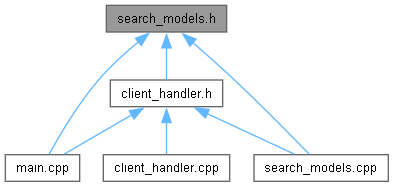 search_models.h
client_handler.h
main.cpp
client_handler.cpp
search_models.cpp